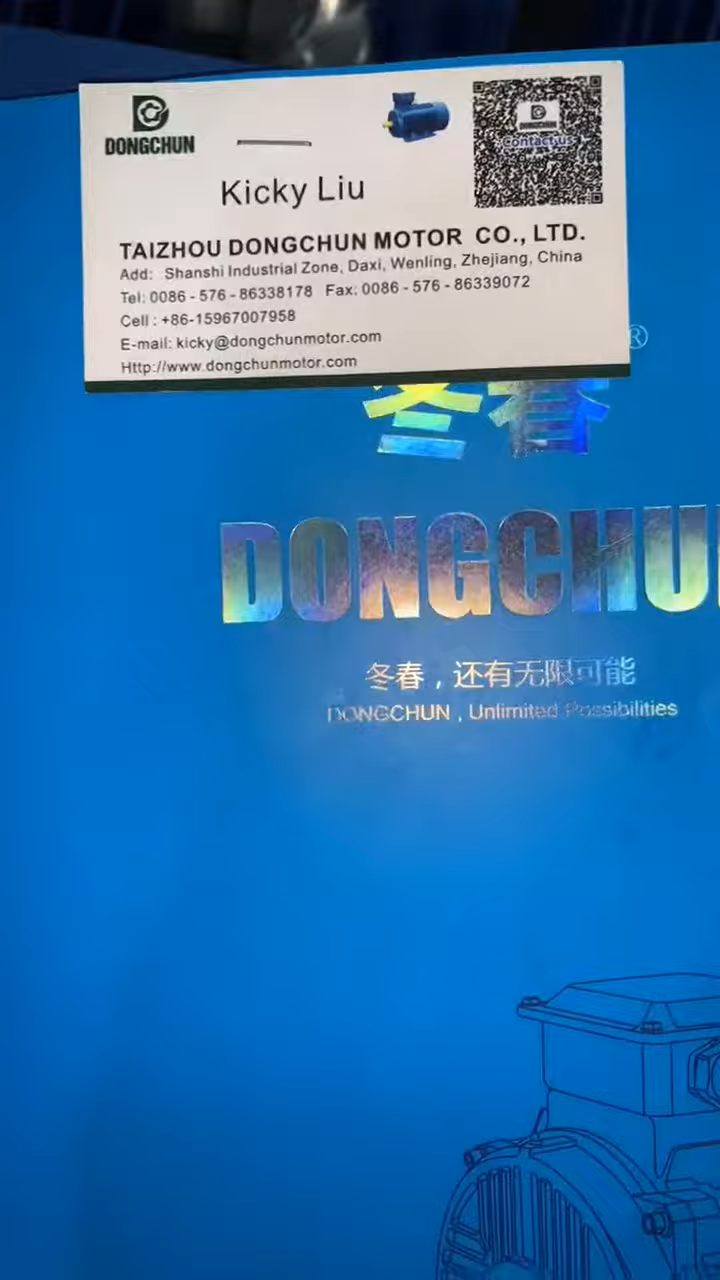 DONGCHUN
DONGCHUN
Contact us
Kicky Liu
TAIZHOU DONGCHUN MOTOR CO., LTD.
Add: Shanshi Industrial Zone, Daxi, Wenling, Zhejiang, China
Tel: 0086 - 576 - 86338178 Fax: 0086 - 576 - 86339072
Cell : +86-15967007958
E-mail: kicky@dongchunmotor.com
Http://www.dongchunmotor.com
®
冬春
DONGCHU
冬春，还有无限可能
DONGCHUN , Unlimited Possibilities